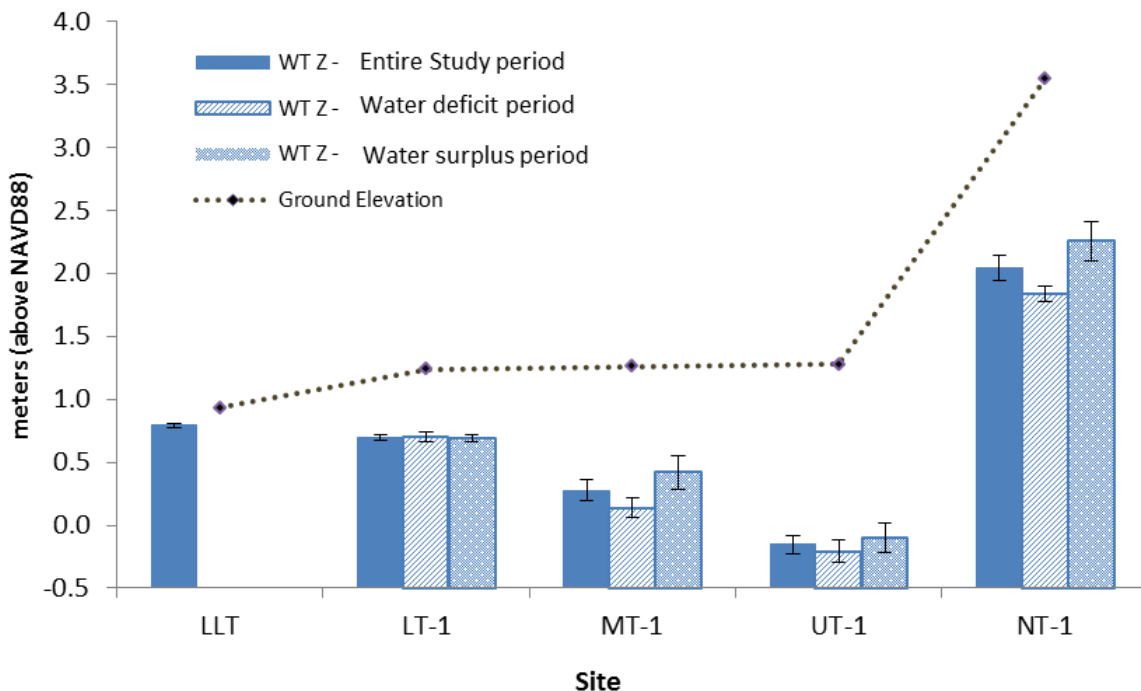 4.0
3.5
3.0
2.5
2.0
1.5
1.0
0.5
0.0
-0.5
meters (above NAVD88)
WT Z - Entire Study period
WT Z - Water deficit period
WT Z - Water surplus period
Ground Elevation
LLT LT-1 MT-1 UT-1 NT-1
Site